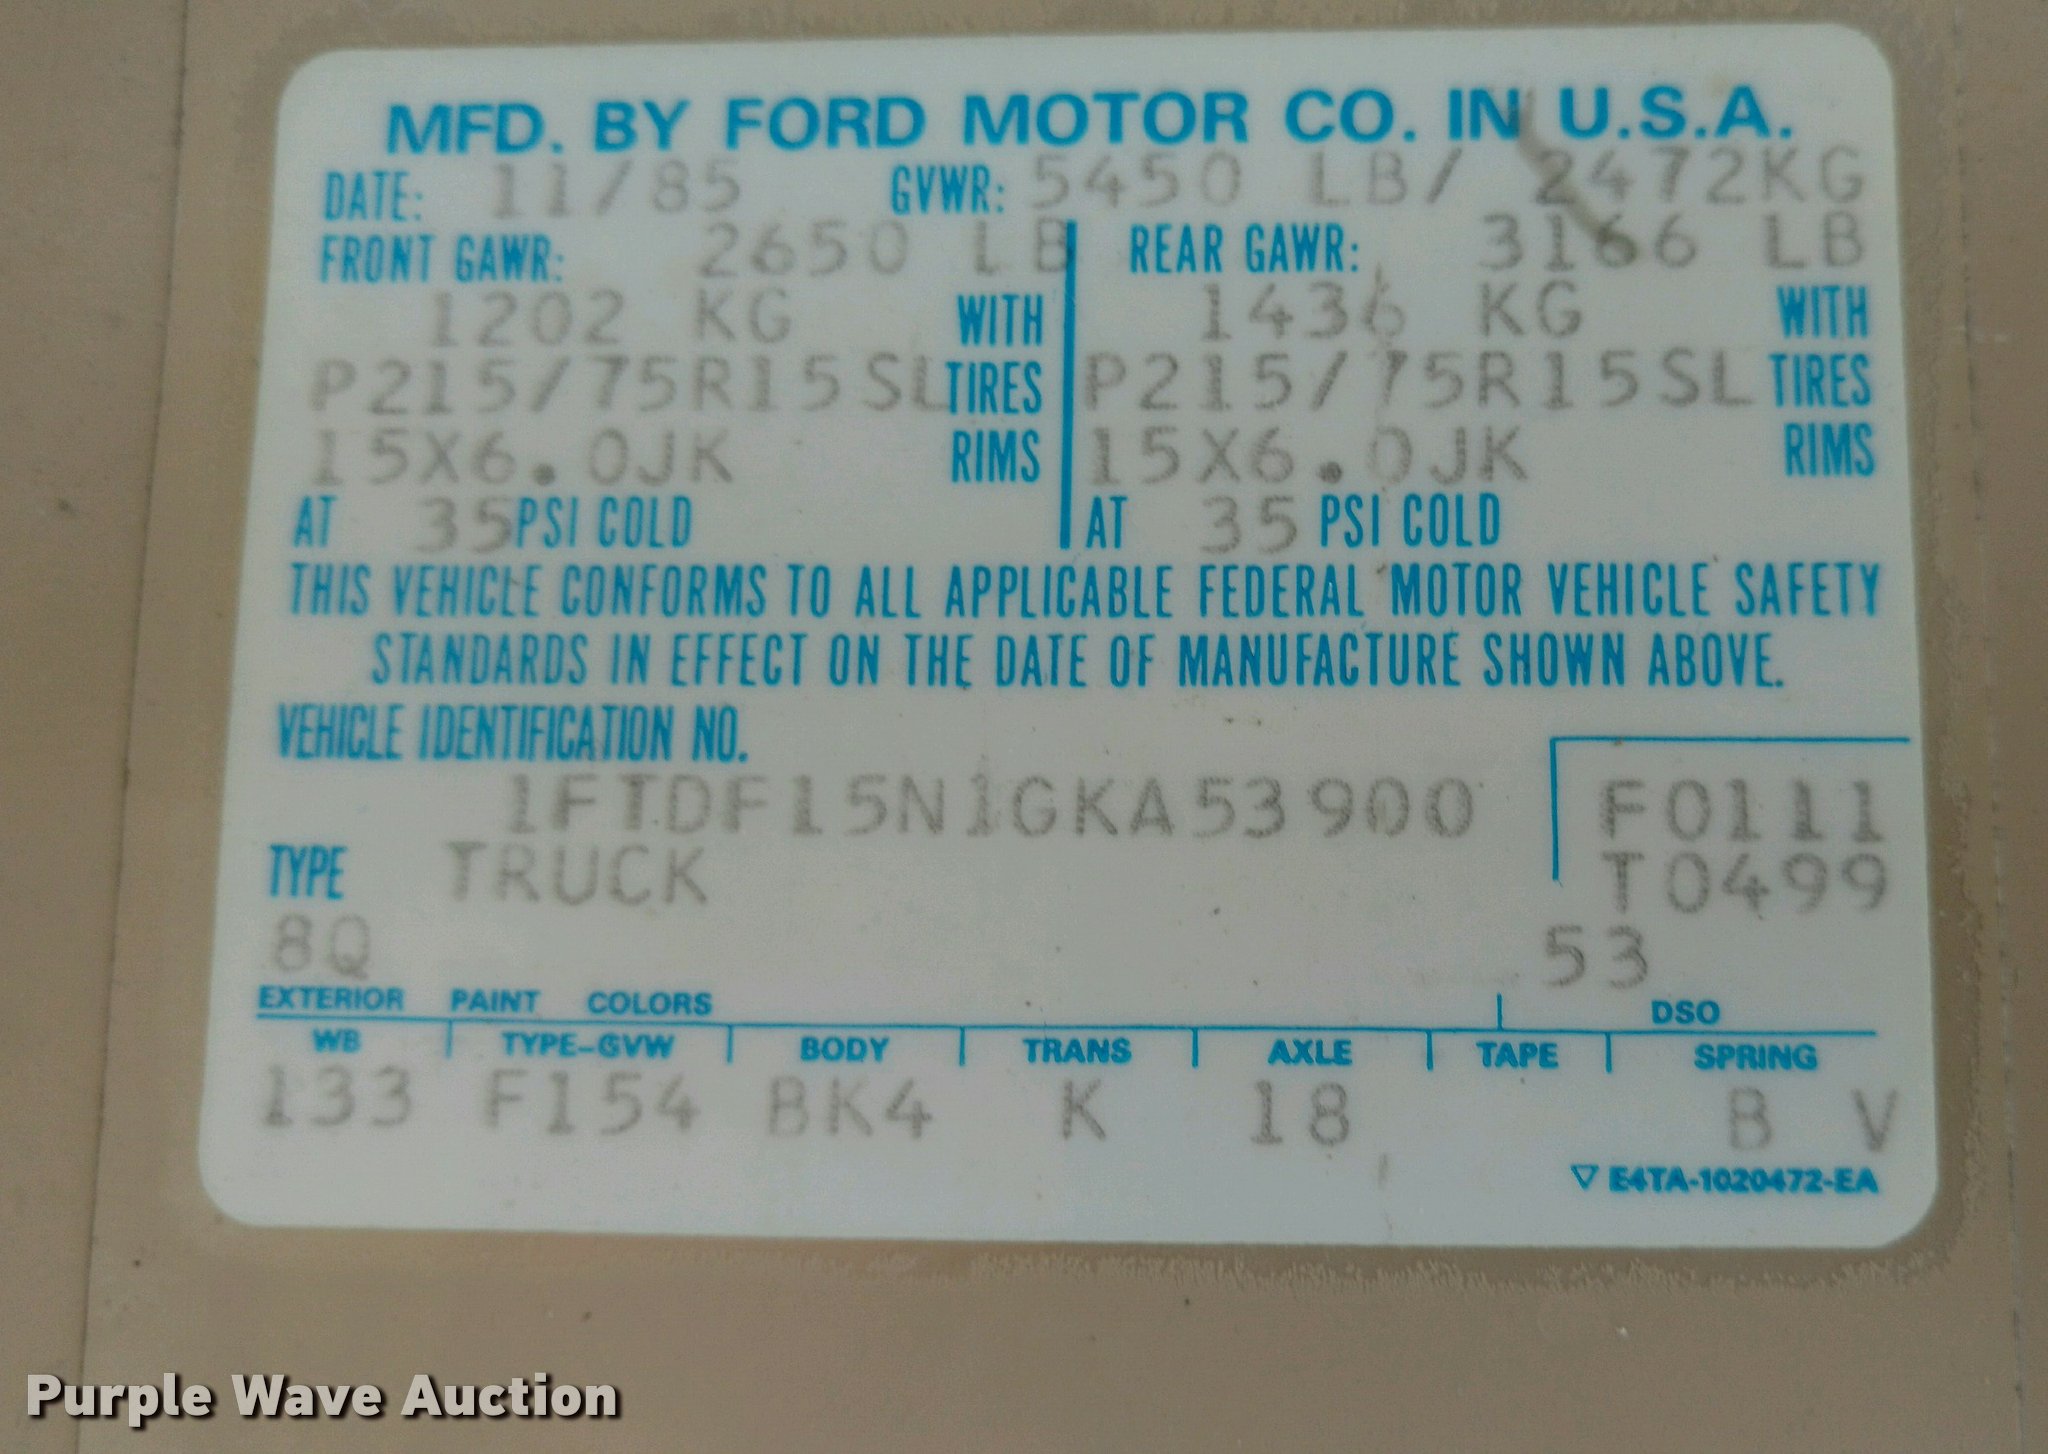 MFD. BY FORD MOTOR CO. IN U.S.A.
DATE: 11/85 GVWR: 5450 LB/ 2472KG
FRONT GAWR: 2650 LB REAR GAWR: 3166 LB
1202 KG WITH 1436 KG WITH
P215/75R15SL TIRES P215/75R15SL TIRES
15X6.0JK RIMS 15X6.0JK RIMS
AT 35 PSI COLD AT 35 PSI COLD
THIS VEHICLE CONFORMS TO ALL APPLICABLE FEDERAL MOTOR VEHICLE SAFETY
STANDARDS IN EFFECT ON THE DATE OF MANUFACTURE SHOWN ABOVE.
VEHICLE IDENTIFICATION NO.
1FTDF15N1GKA53900 F0111
TYPE TRUCK T0499
8Q 53
EXTERIOR PAINT COLORS DSO
WB TYPE-GVW BODY TRANS AXLE TAPE SPRING
133 F154 BK4 K 18 B V
▽ E4TA-1020472-EA
Purple Wave Auction